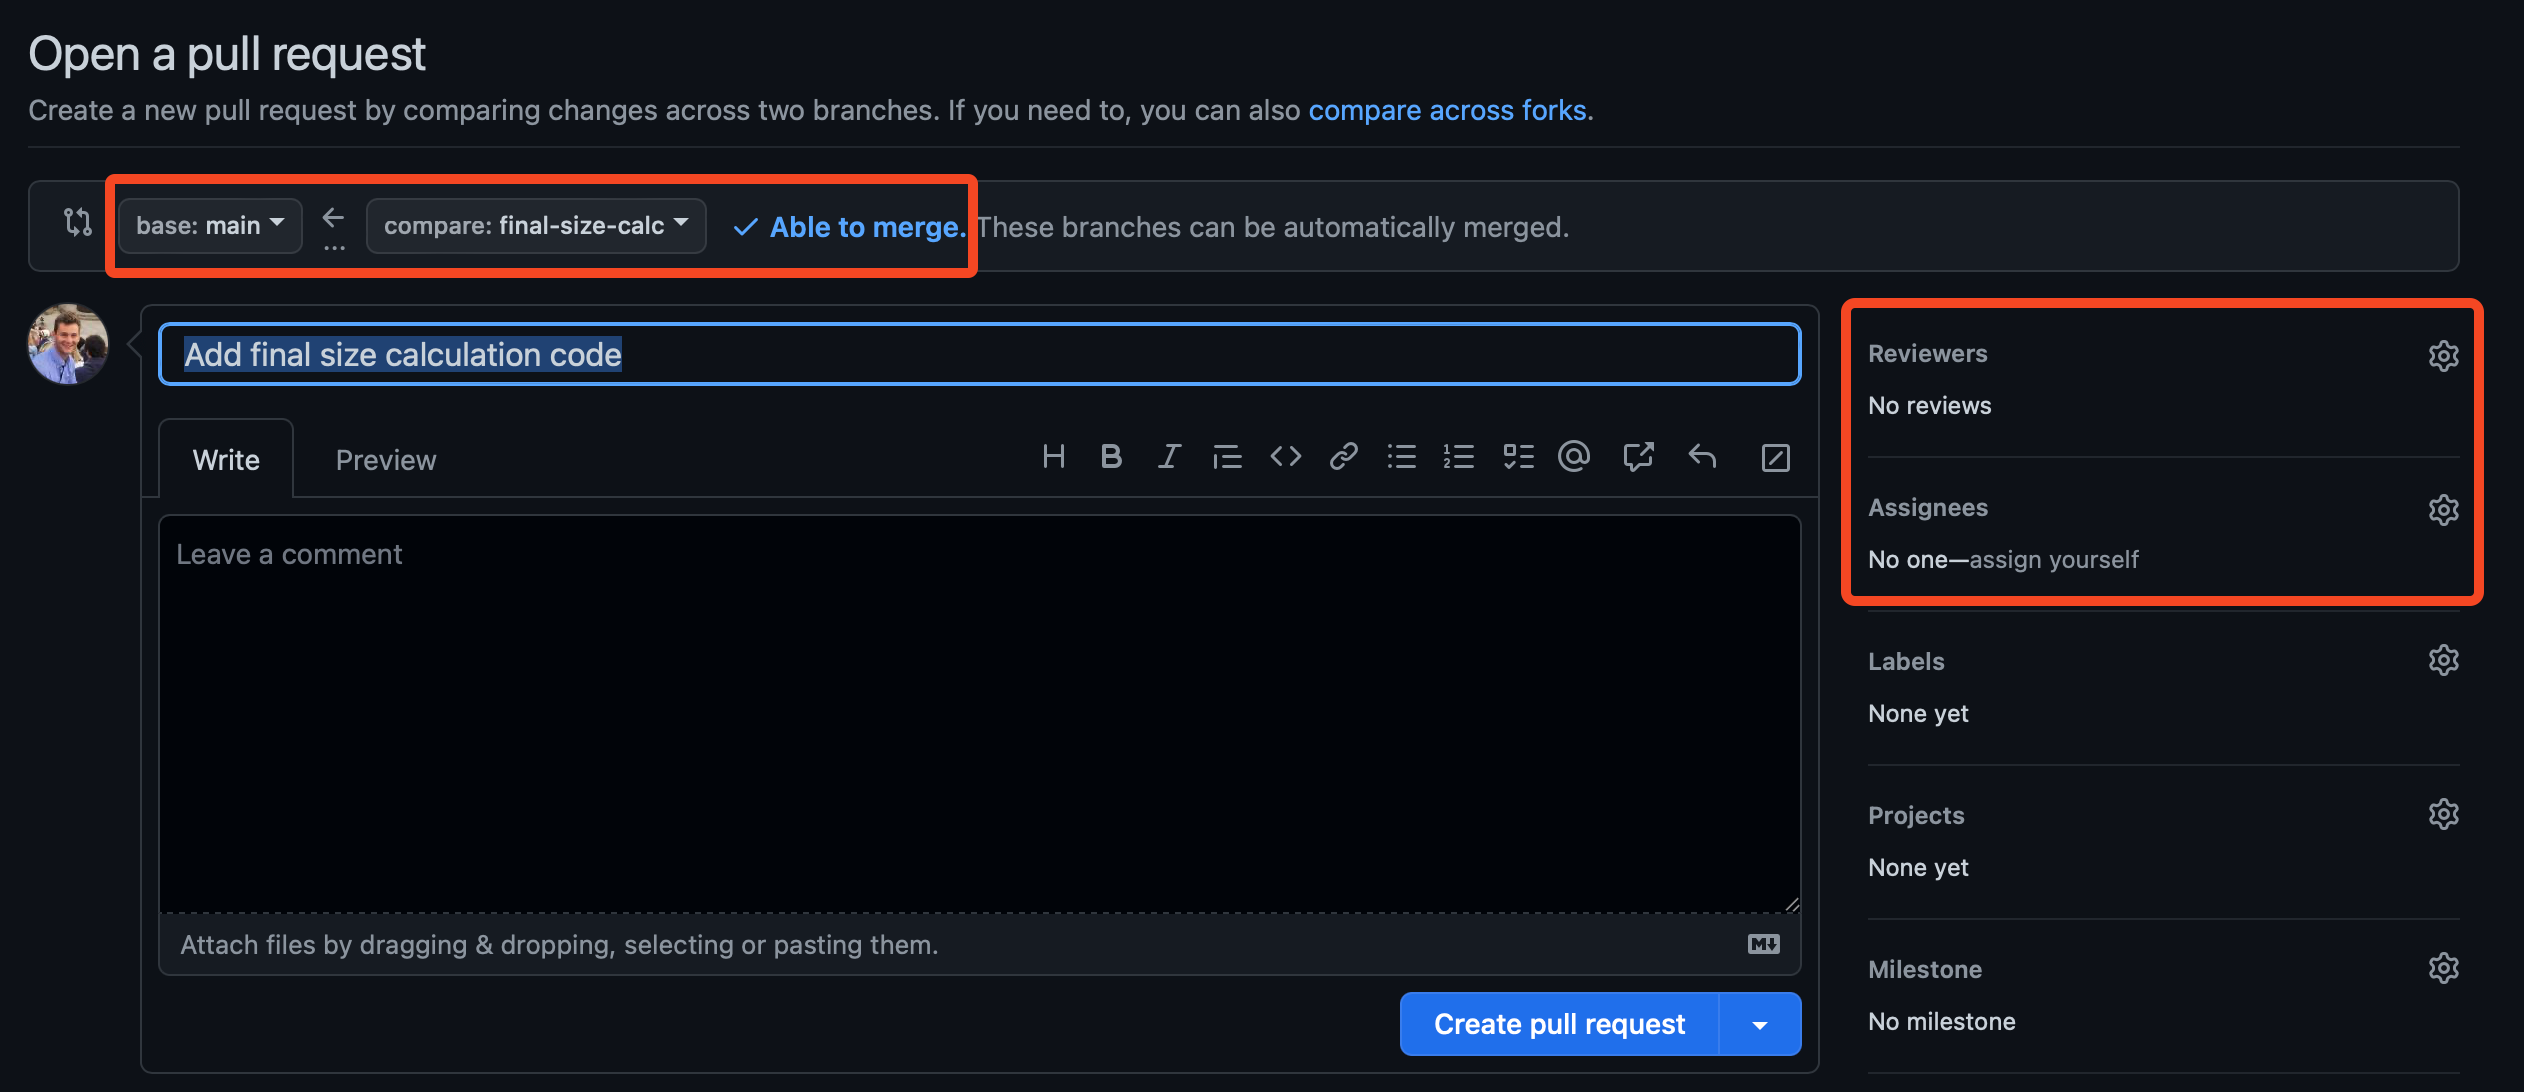 Open a pull request
Create a new pull request by comparing changes across two branches. If you need to, you can also compare across forks.
base: main
compare: final-size-calc
Able to merge. These branches can be automatically merged.
Add final size calculation code
Write
Preview
Leave a comment
Attach files by dragging & dropping, selecting or pasting them.
Create pull request
Reviewers
No reviews
Assignees
No one—assign yourself
Labels
None yet
Projects
None yet
Milestone
No milestone